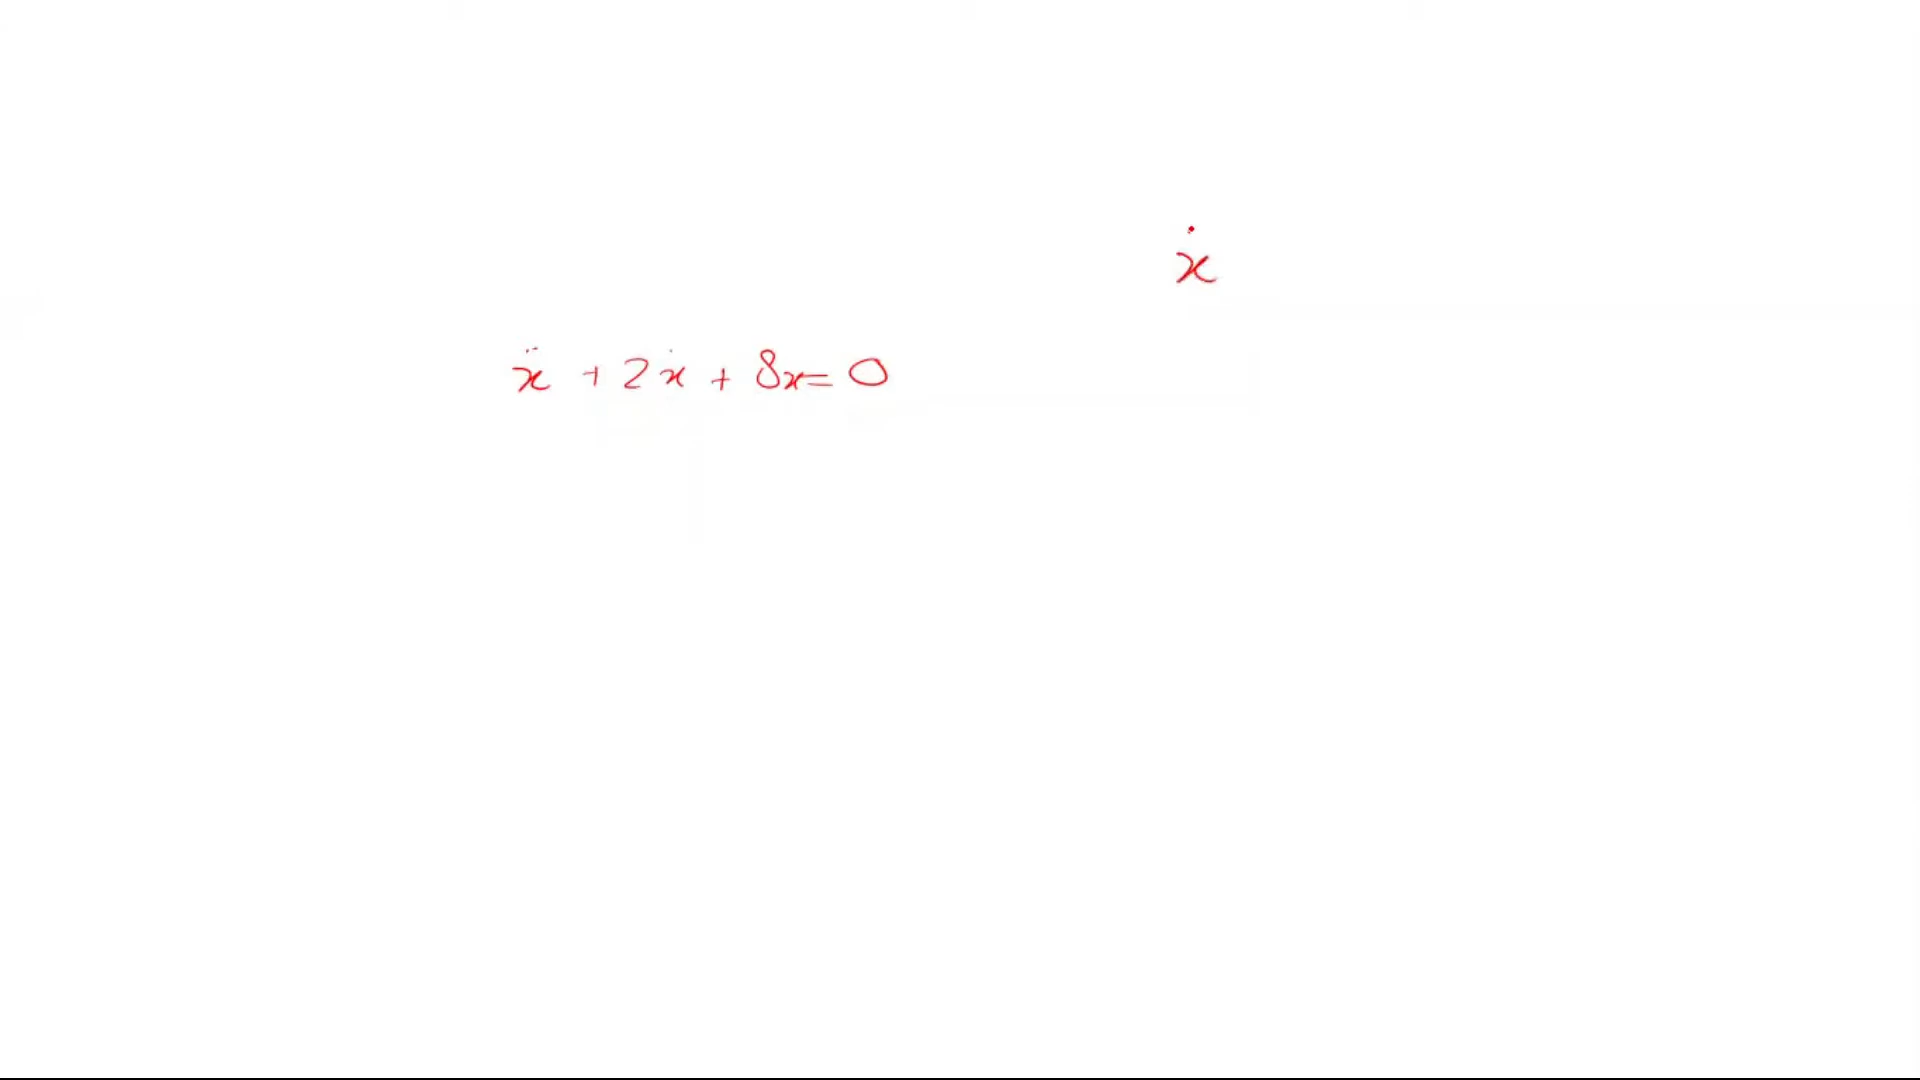 ẋ
ẍ + 2ẋ + 8x = 0